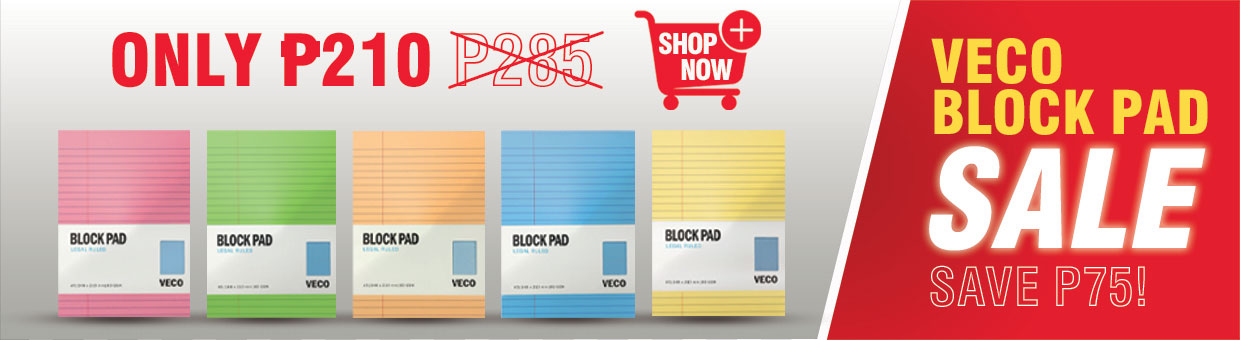 ONLY ₱210 P285
SHOP
NOW
VECO
BLOCK PAD
SALE
SAVE P75!
BLOCK PAD
LEGAL RULED
VECO
BLOCK PAD
LEGAL RULED
VECO
BLOCK PAD
LEGAL RULED
VECO
BLOCK PAD
LEGAL RULED
VECO
BLOCK PAD
LEGAL RULED
VECO